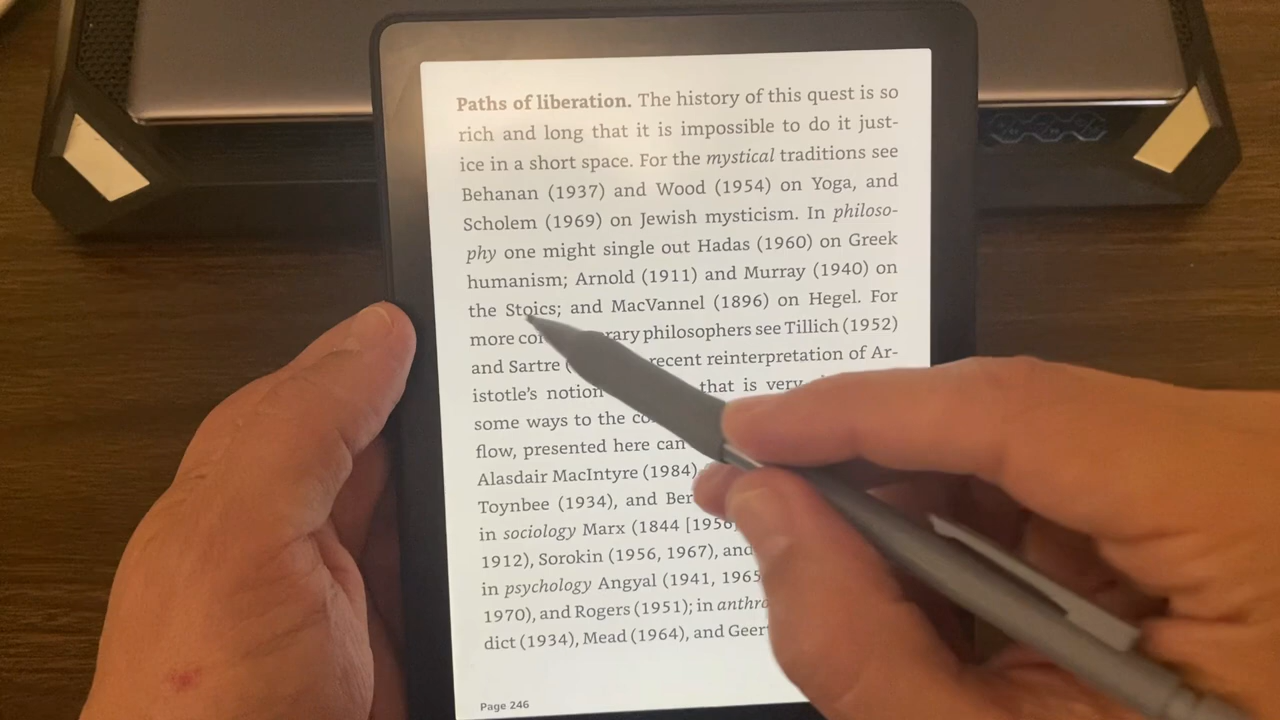 Paths of liberation. The history of this quest is so
rich and long that it is impossible to do it just-
ice in a short space. For the mystical traditions see
Behanan (1937) and Wood (1954) on Yoga, and
Scholem (1969) on Jewish mysticism. In philoso-
phy one might single out Hadas (1960) on Greek
humanism; Arnold (1911) and Murray (1940) on
the Stoics; and MacVannel (1896) on Hegel. For
more philosophers see Tillich (1952)
and Sartre recent reinterpretation of Ar-
istotle's notion that is very
some ways to the
flow, presented here can
Alasdair MacIntyre (1984)
Toynbee (1934), and
in sociology Marx (1844 [1956]
1912), Sorokin (1956, 1967), and
in psychology Angyal (1941, 1965
1970), and Rogers (1951); in
dict (1934), Mead (1964), and
Page 246